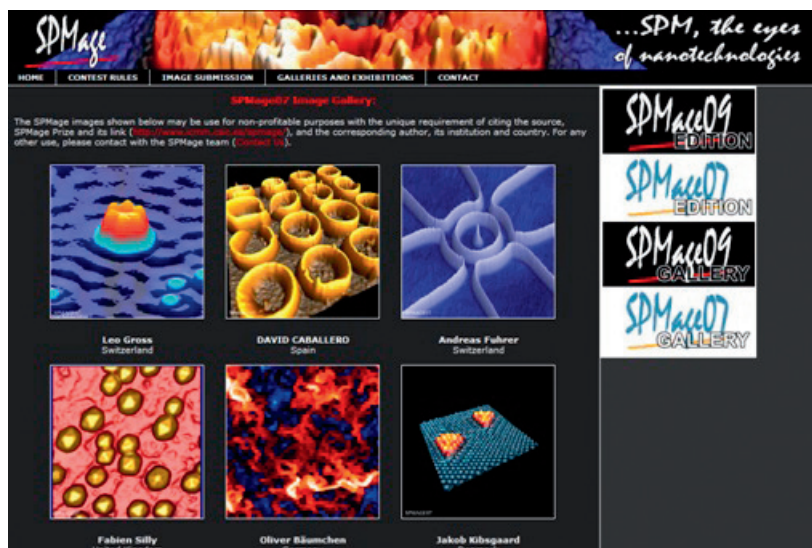 SPMage
...SPM, the eyes
of nanotechnologies
HOME CONTEST RULES IMAGE SUBMISSION GALLERIES AND EXHIBITIONS CONTACT
SPMage07 Image Gallery:
The SPMage images shown below may be use for non-profitable purposes with the unique requirement of citing the source,
SPMage Prize and its link (http://www.icmm.csic.es/spmage/), and the corresponding author, its institution and country. For any
other use, please contact with the SPMage team (Contact Us).
Leo Gross
Switzerland
DAVID CABALLERO
Spain
Andreas Fuhrer
Switzerland
Fabien Silly
Oliver Bäumchen
Jakob Kibsgaard
SPMage09
EDITION
SPMage07
EDITION
SPMage09
GALLERY
SPMage07
GALLERY